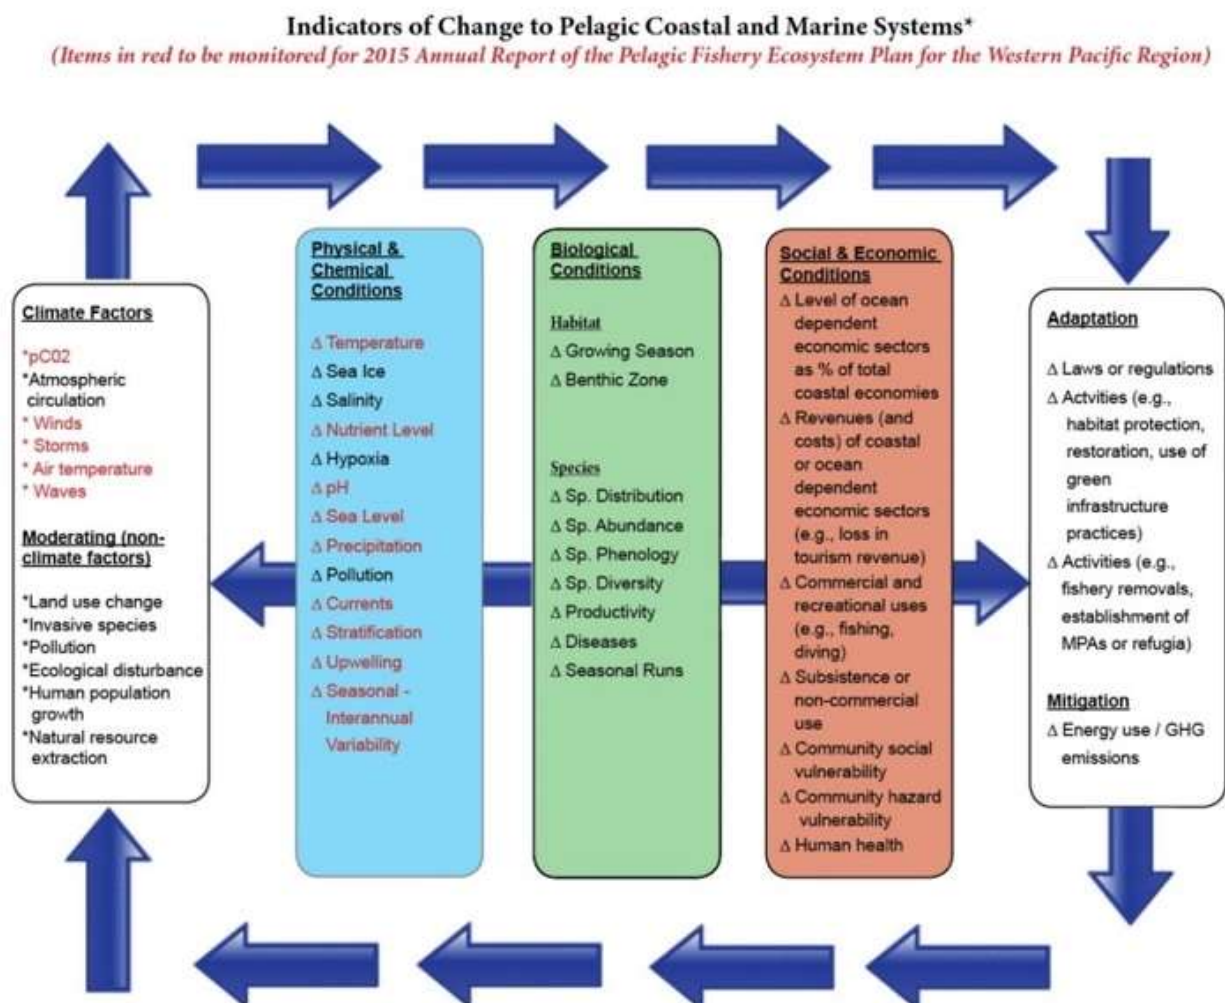 Indicators of Change to Pelagic Coastal and Marine Systems*
(Items in red to be monitored for 2015 Annual Report of the Pelagic Fishery Ecosystem Plan for the Western Pacific Region)
Climate Factors
*pC02
*Atmospheric
circulation
* Winds
* Storms
* Air temperature
* Waves
Moderating (non-
climate factors)
*Land use change
*Invasive species
*Pollution
*Ecological disturbance
*Human population
growth
*Natural resource
extraction
Physical &
Chemical
Conditions
Δ Temperature
Δ Sea Ice
Δ Salinity
Δ Nutrient Level
Δ Hypoxia
Δ pH
Δ Sea Level
Δ Precipitation
Δ Pollution
Δ Currents
Δ Stratification
Δ Upwelling
Δ Seasonal -
Interannual
Variability
Biological
Conditions
Habitat
Δ Growing Season
Δ Benthic Zone
Species
Δ Sp. Distribution
Δ Sp. Abundance
Δ Sp. Phenology
Δ Sp. Diversity
Δ Productivity
Δ Diseases
Δ Seasonal Runs
Social & Economic
Conditions
Δ Level of ocean
dependent
economic sectors
as % of total
coastal economies
Δ Revenues (and
costs) of coastal
or ocean
dependent
economic sectors
(e.g., loss in
tourism revenue)
Δ Commercial and
recreational uses
(e.g., fishing,
diving)
Δ Subsistence or
non-commercial
use
Δ Community social
vulnerability
Δ Community hazard
vulnerability
Δ Human health
Adaptation
Δ Laws or regulations
Δ Actvities (e.g.,
habitat protection,
restoration, use of
green
infrastructure
practices)
Δ Activities (e.g.,
fishery removals,
establishment of
MPAs or refugia)
Mitigation
Δ Energy use / GHG
emissions